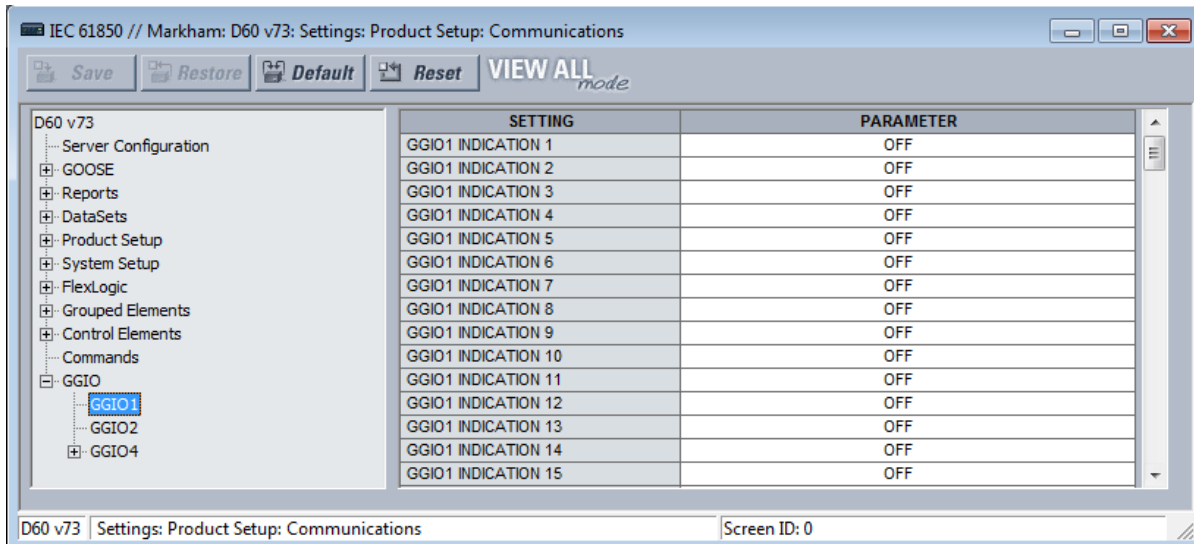 IEC 61850 // Markham: D60 v73: Settings: Product Setup: Communications
Save Restore Default Reset VIEW ALL mode
D60 v73
Server Configuration
GOOSE
Reports
DataSets
Product Setup
System Setup
FlexLogic
Grouped Elements
Control Elements
Commands
GGIO
GGIO1
GGIO2
GGIO4
SETTING PARAMETER
GGIO1 INDICATION 1 OFF
GGIO1 INDICATION 2 OFF
GGIO1 INDICATION 3 OFF
GGIO1 INDICATION 4 OFF
GGIO1 INDICATION 5 OFF
GGIO1 INDICATION 6 OFF
GGIO1 INDICATION 7 OFF
GGIO1 INDICATION 8 OFF
GGIO1 INDICATION 9 OFF
GGIO1 INDICATION 10 OFF
GGIO1 INDICATION 11 OFF
GGIO1 INDICATION 12 OFF
GGIO1 INDICATION 13 OFF
GGIO1 INDICATION 14 OFF
GGIO1 INDICATION 15 OFF
D60 v73 Settings: Product Setup: Communications Screen ID: 0